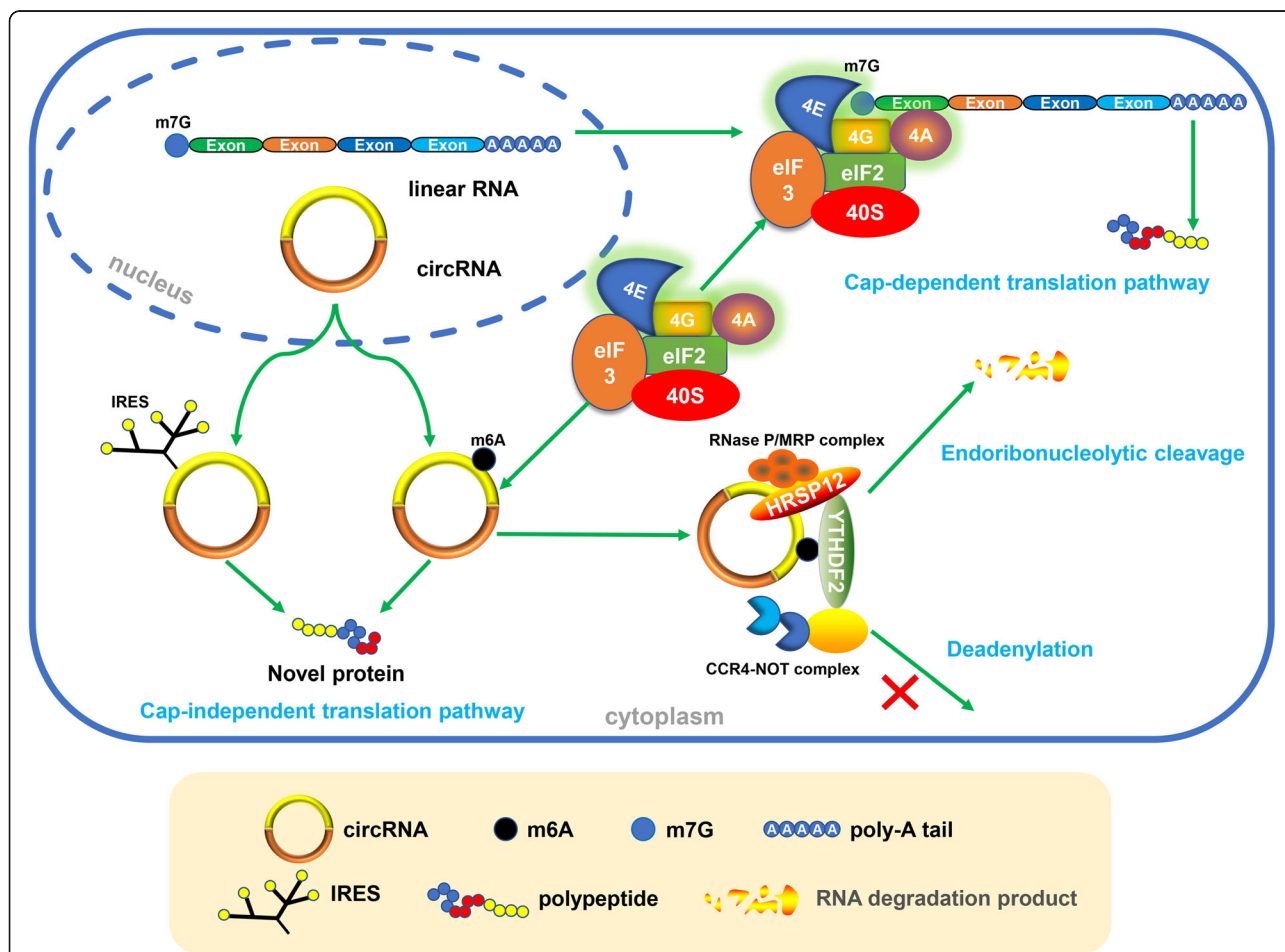 m7G
4E
m7G
Exon Exon Exon Exon AAAAA
Exon Exon Exon Exon AAAAA
4G
4A
eIF
3
eIF2
40S
linear RNA
circRNA
nucleus
Cap-dependent translation pathway
4E
4G
4A
eIF
3
eIF2
40S
IRES
m6A
RNase P/MRP complex
HRSP12
YTHDF2
Endoribonucleolytic cleavage
CCR4-NOT complex
Deadenylation
Novel protein
Cap-independent translation pathway
cytoplasm
circRNA
m6A
m7G
AAAAA poly-A tail
IRES
polypeptide
RNA degradation product